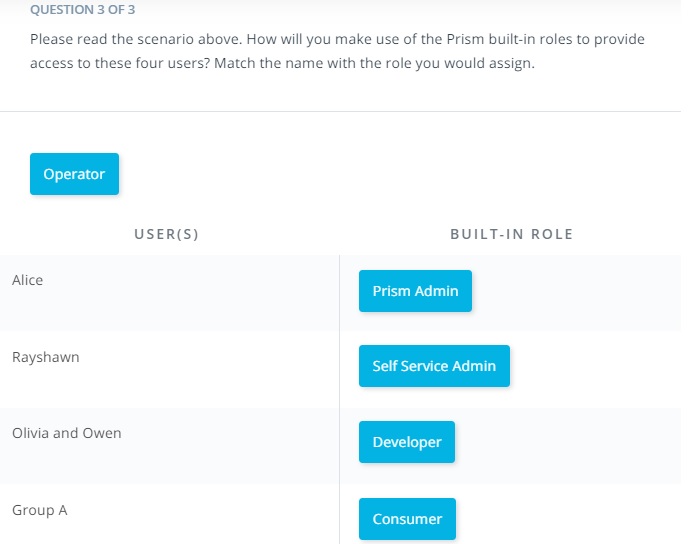 QUESTION 3 OF 3
Please read the scenario above. How will you make use of the Prism built-in roles to provide
access to these four users? Match the name with the role you would assign.
Operator
USER(S) BUILT-IN ROLE
Alice Prism Admin
Rayshawn Self Service Admin
Olivia and Owen Developer
Group A Consumer